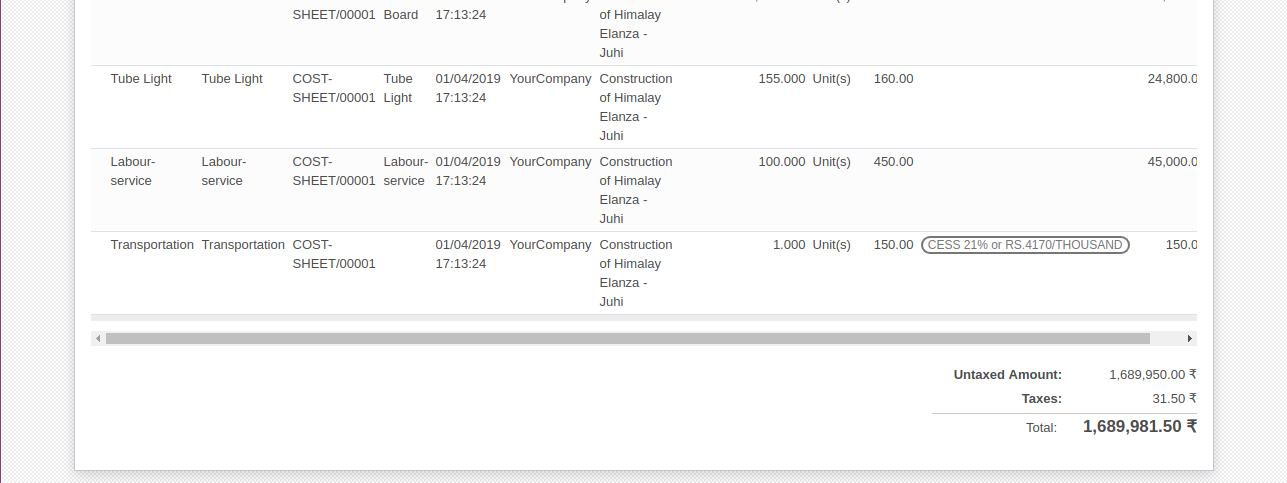 SHEET/00001 Board 17:13:24 of Himalay
Elanza -
Juhi
Tube Light Tube Light COST- Tube 01/04/2019 YourCompany Construction 155.000 Unit(s) 160.00 24,800.0
SHEET/00001 Light 17:13:24 of Himalay
Elanza -
Juhi
Labour- Labour- COST- Labour- 01/04/2019 YourCompany Construction 100.000 Unit(s) 450.00 45,000.0
service service SHEET/00001 service 17:13:24 of Himalay
Elanza -
Juhi
Transportation Transportation COST- 01/04/2019 YourCompany Construction 1.000 Unit(s) 150.00 CESS 21% or RS.4170/THOUSAND 150.0
SHEET/00001 17:13:24 of Himalay
Elanza -
Juhi
Untaxed Amount: 1,689,950.00 ₹
Taxes: 31.50 ₹
Total: 1,689,981.50 ₹